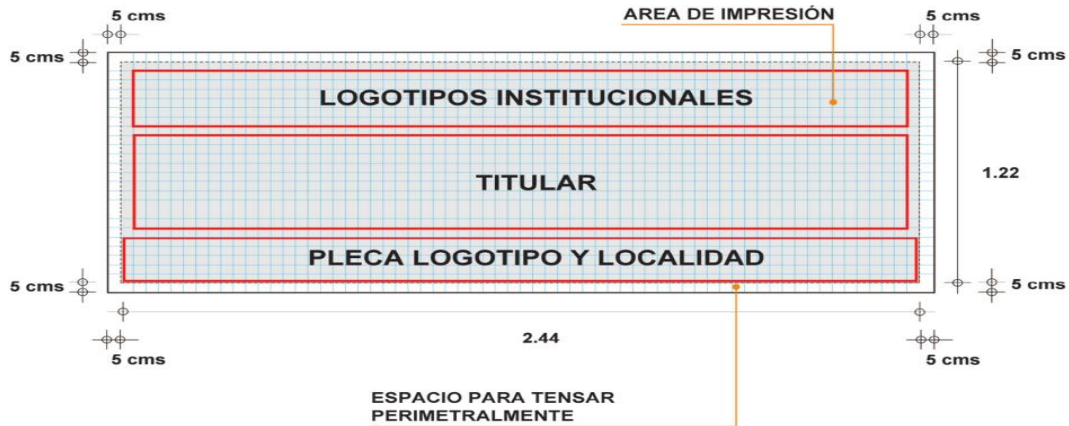 5 cms
AREA DE IMPRESIÓN
5 cms
5 cms
5 cms
LOGOTIPOS INSTITUCIONALES
TITULAR
1.22
PLECA LOGOTIPO Y LOCALIDAD
5 cms
5 cms
2.44
5 cms
5 cms
ESPACIO PARA TENSAR
PERIMETRALMENTE